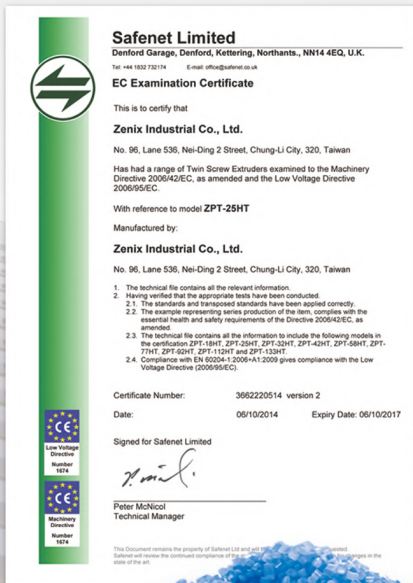 Safenet Limited
Denford Garage, Denford, Kettering, Northants., NN14 4EQ, U.K.
Tel: +44 1832 732174 E-mail: office@safenet.co.uk
EC Examination Certificate
This is to certify that
Zenix Industrial Co., Ltd.
No. 96, Lane 536, Nei-Ding 2 Street, Chung-Li City, 320, Taiwan
Has had a range of Twin Screw Extruders examined to the Machinery
Directive 2006/42/EC, as amended and the Low Voltage Directive
2006/95/EC.
With reference to model ZPT-25HT
Manufactured by:
Zenix Industrial Co., Ltd.
No. 96, Lane 536, Nei-Ding 2 Street, Chung-Li City, 320, Taiwan
1. The technical file contains all the relevant information.
2. Having verified that the appropriate tests have been conducted.
2.1. The standards and transposed standards have been applied correctly.
2.2. The example representing series production of the item, complies with the
essential health and safety requirements of the Directive 2006/42/EC, as
amended.
2.3. The technical file contains all the information to include the following models in
the certification ZPT-18HT, ZPT-25HT, ZPT-32HT, ZPT-42HT, ZPT-58HT, ZPT-
77HT, ZPT-92HT, ZPT-112HT and ZPT-133HT.
2.4. Compliance with EN 60204-1:2006+A1:2009 gives compliance with the Low
Voltage Directive (2006/95/EC).
Certificate Number: 3662220514 version 2
Date: 06/10/2014 Expiry Date: 06/10/2017
Signed for Safenet Limited
Peter McNicol
Technical Manager
CE
Low Voltage
Directive
Number
1674
CE
Machinery
Directive
Number
1674
This Document remains the property of Safenet Ltd and
Safenet will review the continued compliance of the changes in the
state of the art.